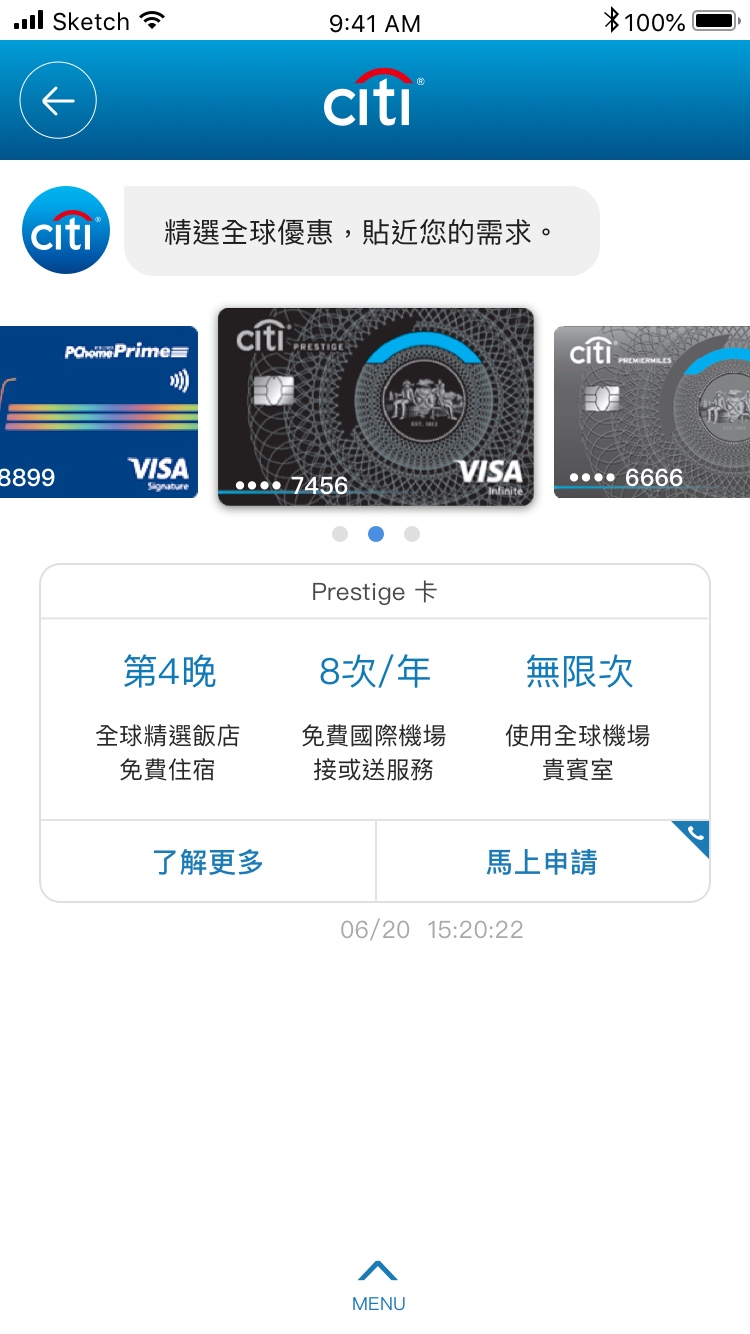 Sketch 9:41 AM 100%
citi®
citi®
精選全球優惠，貼近您的需求。
PChome Prime
VISA
Signature
8899
citi® PRESTIGE
EST. 1812
•••• 7456
VISA
Infinite
citi® PREMIERMILES
•••• 6666
Prestige 卡
第4晚 8次/年 無限次
全球精選飯店 免費國際機場 使用全球機場
免費住宿 接或送服務 貴賓室
了解更多 馬上申請
06/20 15:20:22
MENU